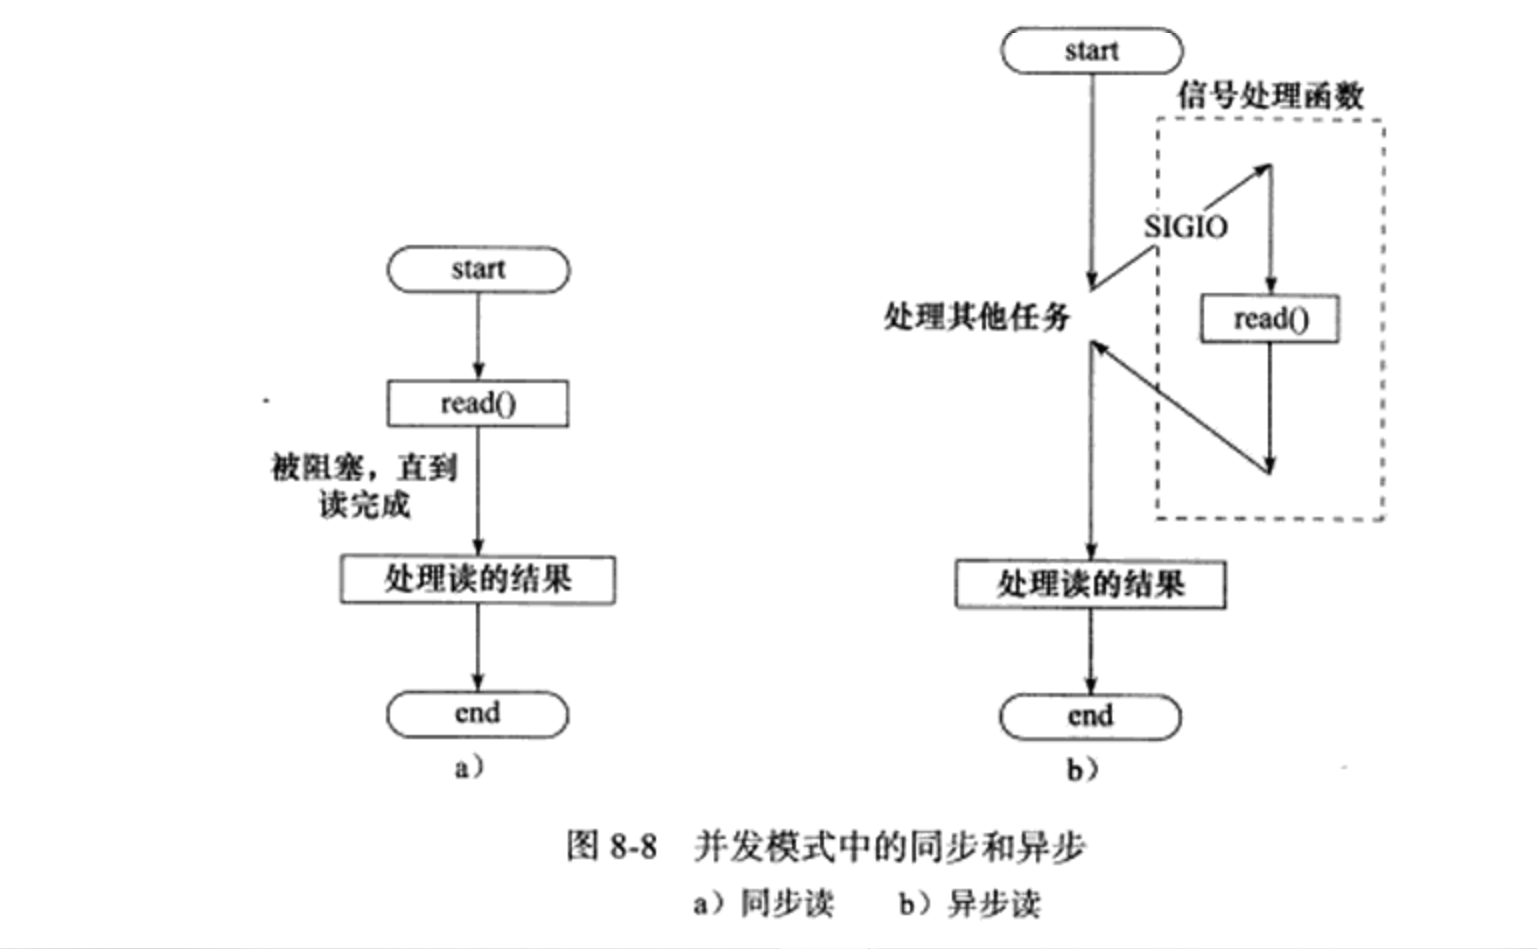 start
read()
被阻塞，直到
读完成
处理读的结果
end
a）
start
信号处理函数
SIGIO
处理其他任务
read()
处理读的结果
end
b）
图 8-8 并发模式中的同步和异步
a）同步读 b）异步读